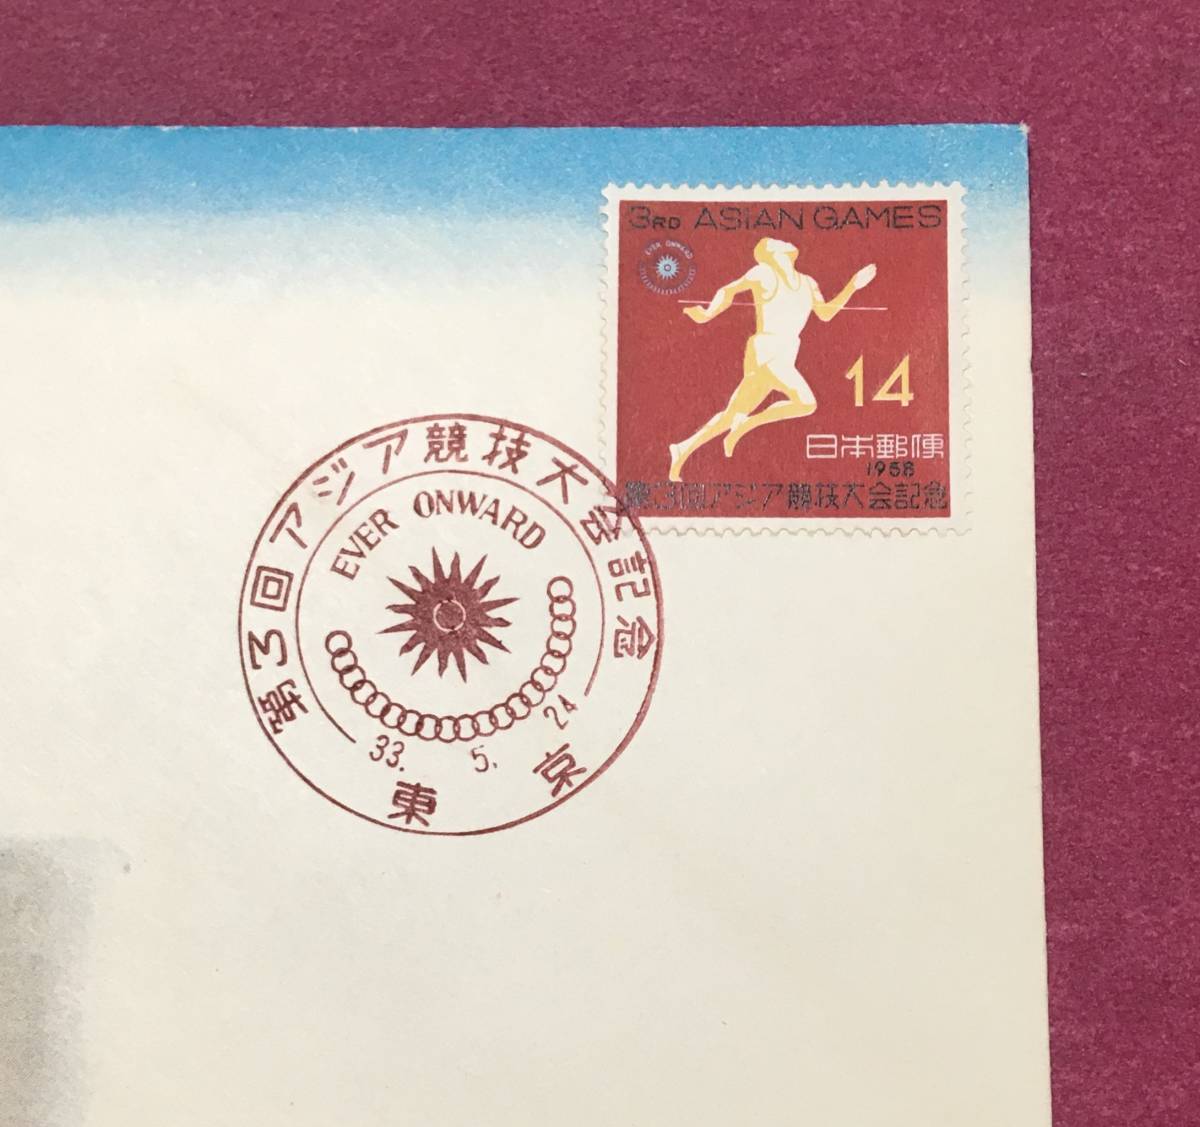 3RD ASIAN GAMES
EVER ONWARD
14
日本郵便
1958
第3回アジア競技大会記念
第3回アジア競技大会記念
EVER ONWARD
33. 5. 24
東京